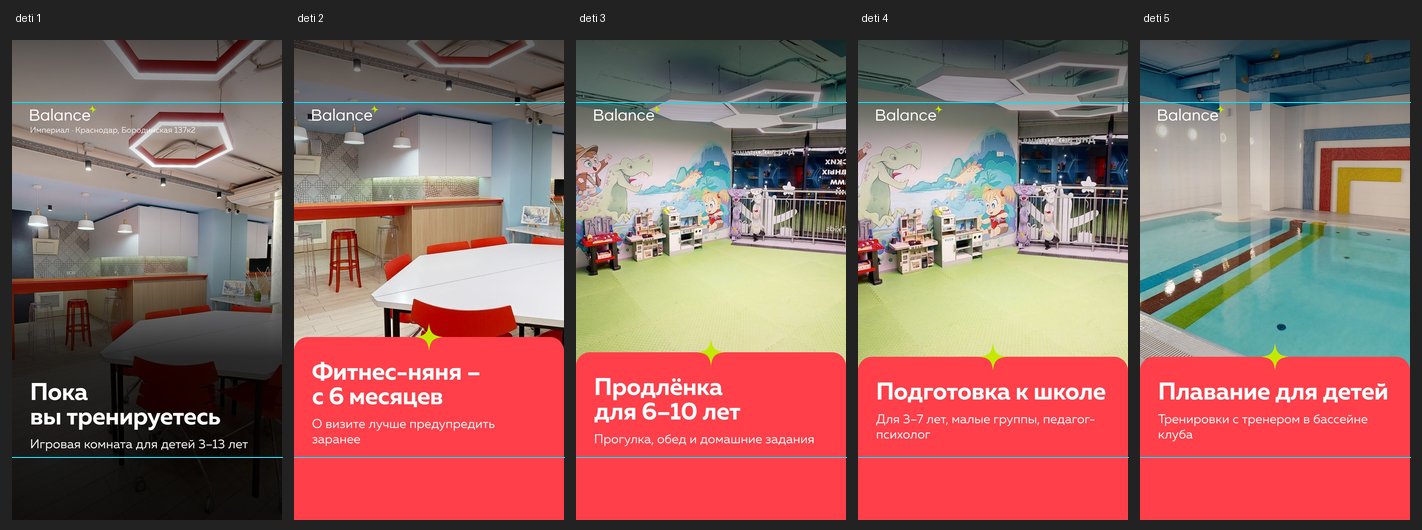 deti 1
deti 2
deti 3
deti 4
deti 5
Balance
Империал · Краснодар, Бородинская 137к2
Пока
вы тренируетесь
Игровая комната для детей 3–13 лет
Balance
Фитнес-няня –
с 6 месяцев
О визите лучше предупредить
заранее
Balance
Продлёнка
для 6–10 лет
Прогулка, обед и домашние задания
Balance
Подготовка к школе
Для 3–7 лет, малые группы, педагог-
психолог
Balance
Плавание для детей
Тренировки с тренером в бассейне
клуба